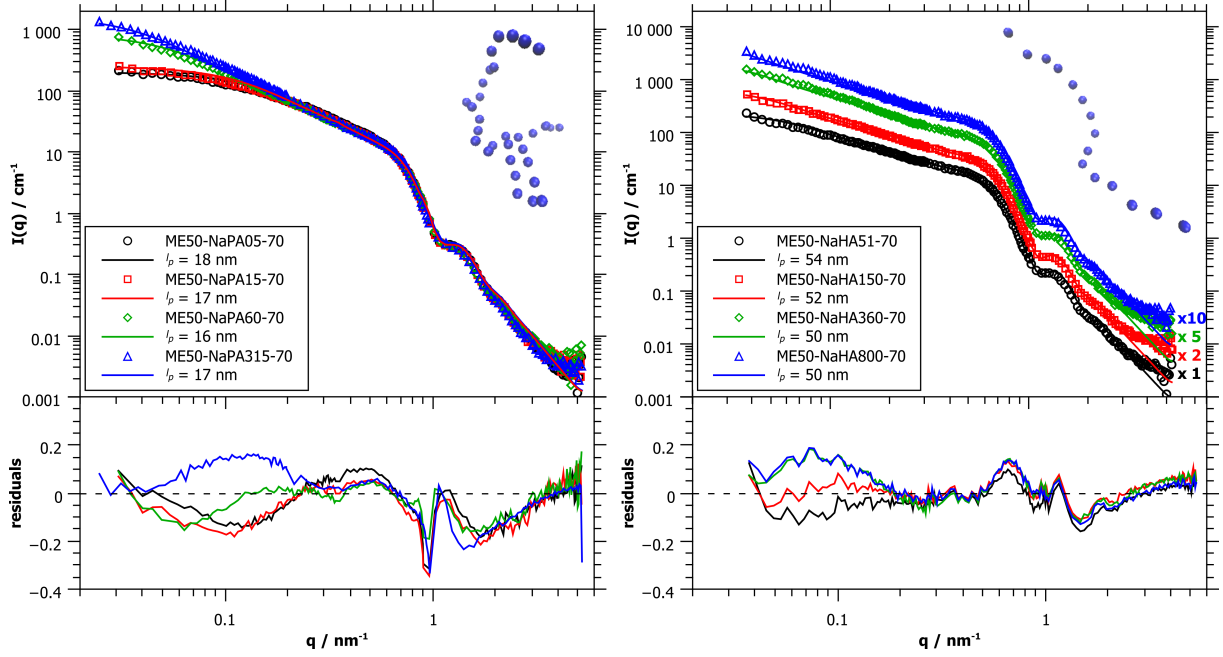 1 000
100
10
1
0.1
0.01
0.001
I(q) / cm⁻¹
ME50-NaPA05-70
lₚ = 18 nm
ME50-NaPA15-70
lₚ = 17 nm
ME50-NaPA60-70
lₚ = 16 nm
ME50-NaPA315-70
lₚ = 17 nm
0.2
0
−0.2
−0.4
residuals
0.1
1
q / nm⁻¹
10 000
1 000
100
10
1
0.1
0.01
0.001
I(q) / cm⁻¹
ME50-NaHA51-70
lₚ = 54 nm
ME50-NaHA150-70
lₚ = 52 nm
ME50-NaHA360-70
lₚ = 50 nm
ME50-NaHA800-70
lₚ = 50 nm
x10
x 5
x 2
x 1
0.2
0
−0.2
−0.4
residuals
0.1
1
q / nm⁻¹